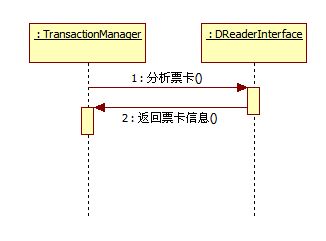 : TransactionManager
: DReaderInterface
1 : 分析票卡()
2 : 返回票卡信息()